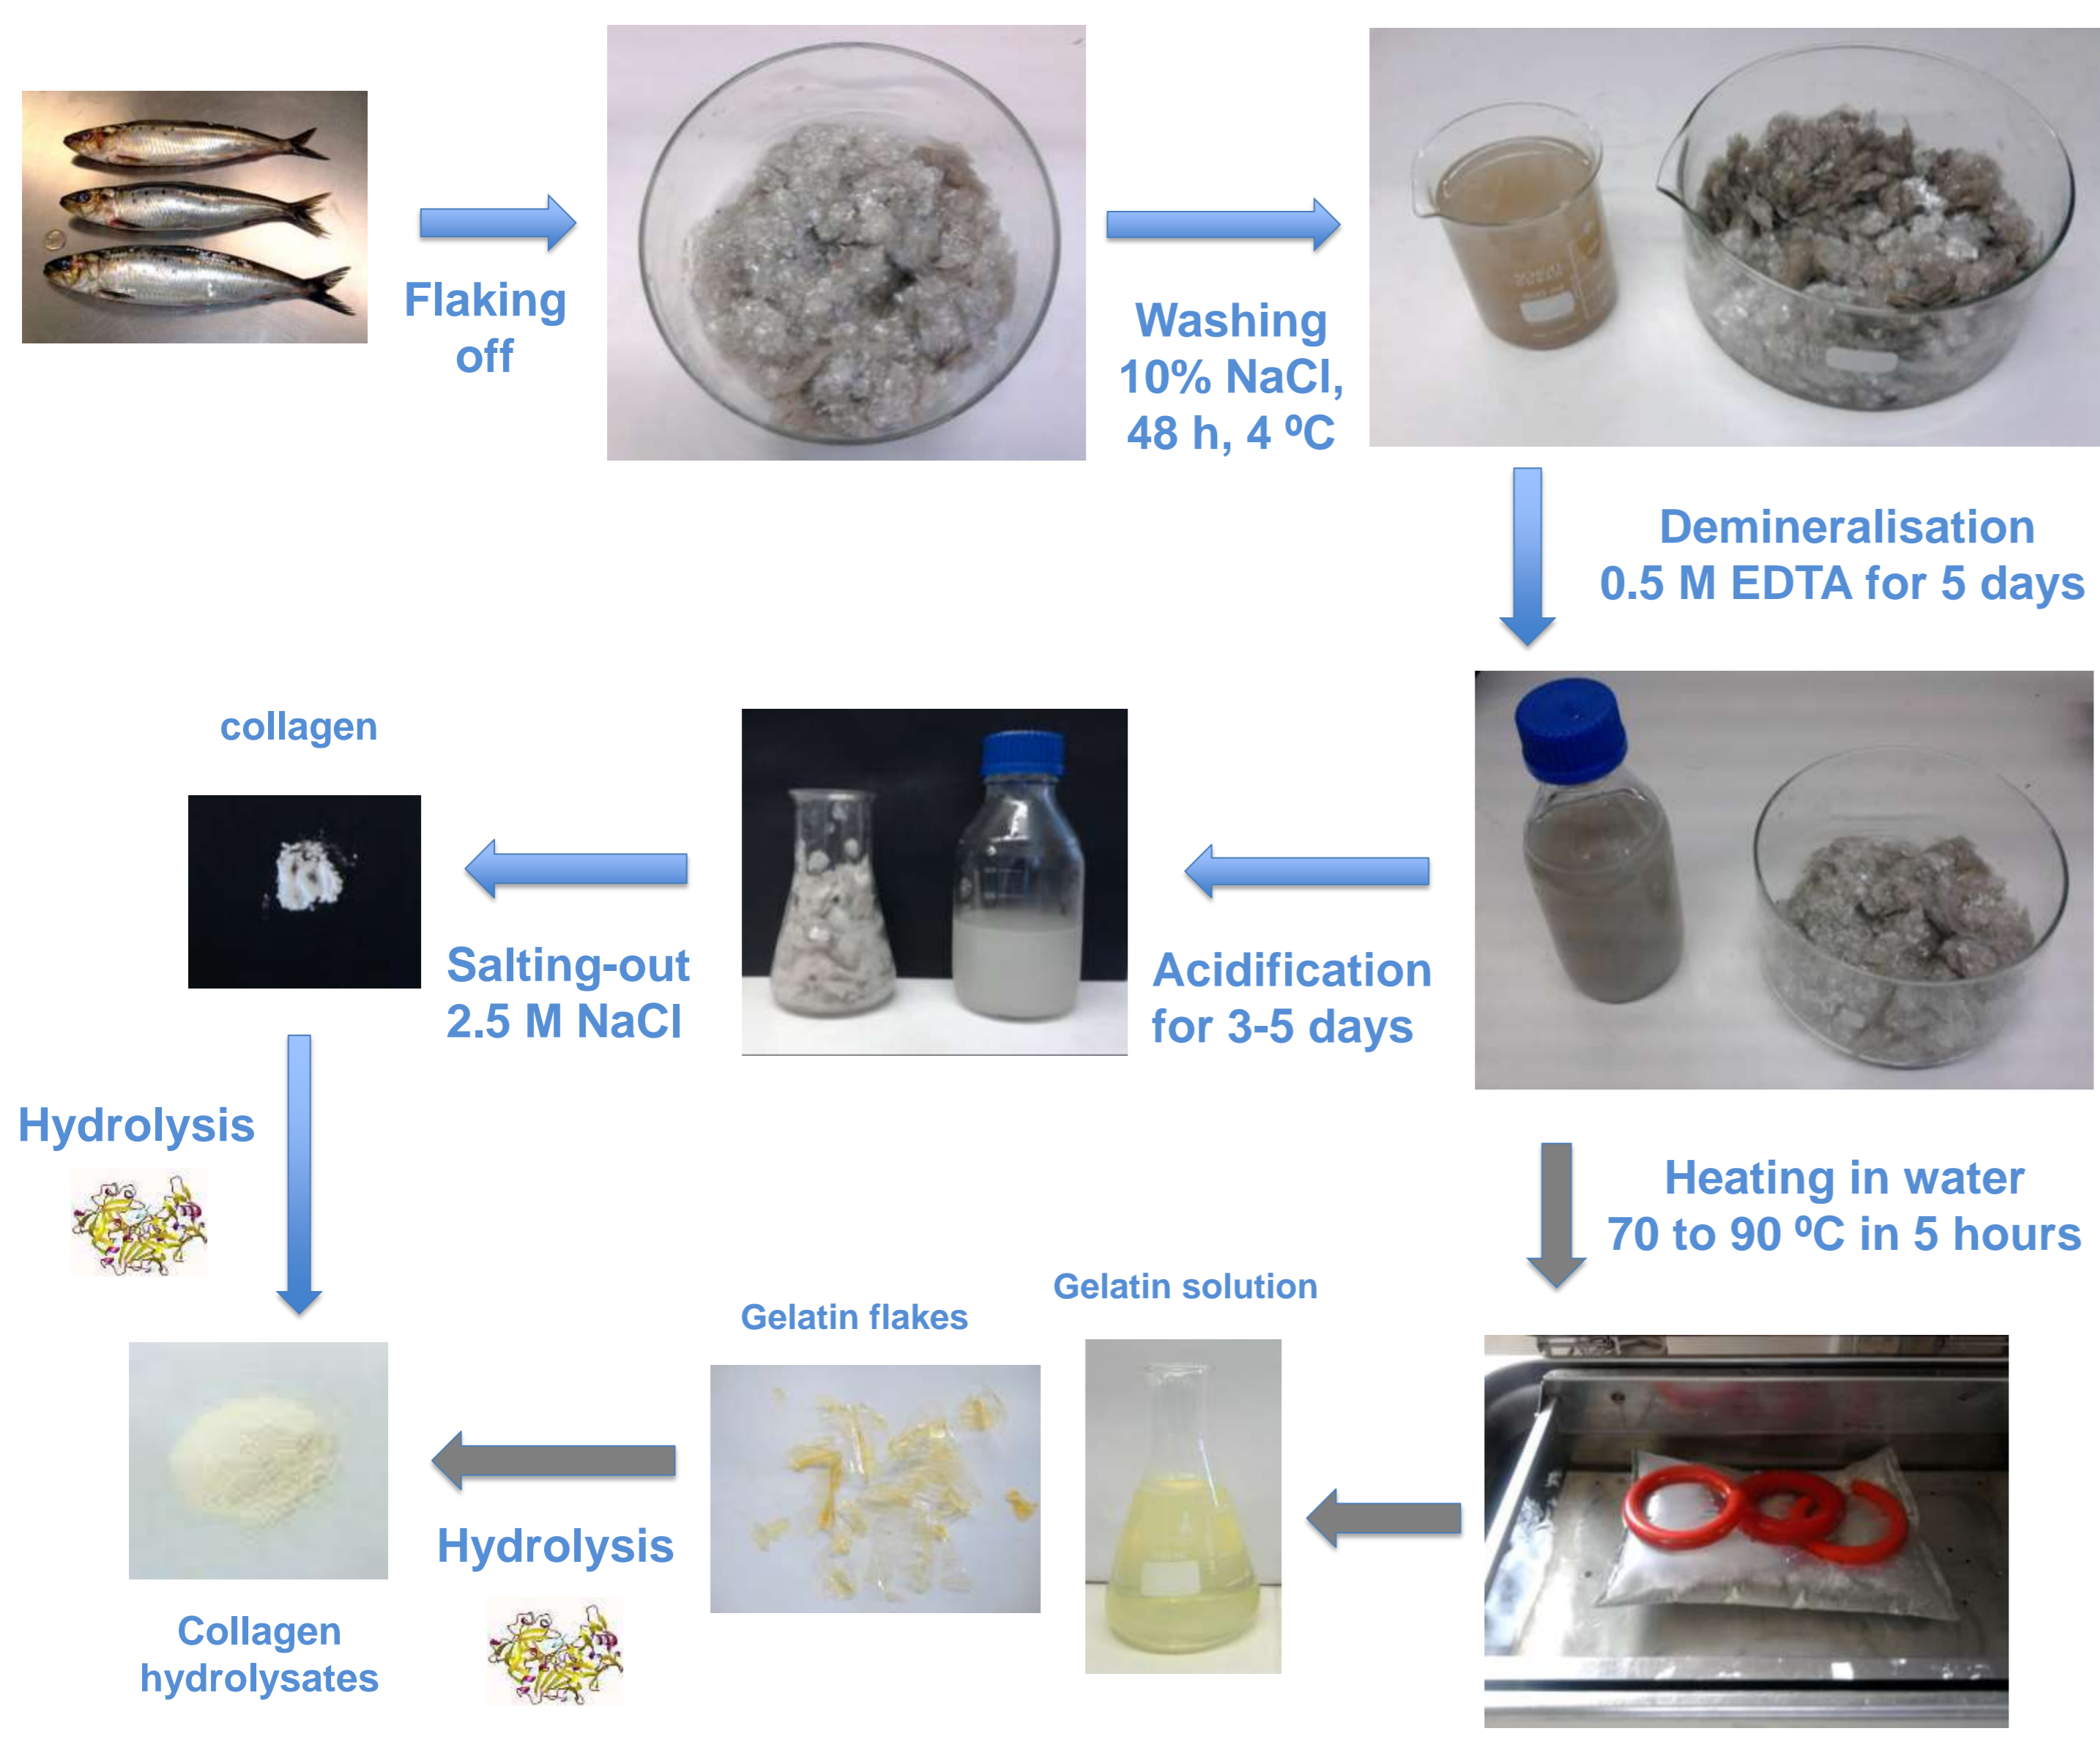 Flaking
off
Washing
10% NaCl,
48 h, 4 ºC
Demineralisation
0.5 M EDTA for 5 days
collagen
Salting-out
2.5 M NaCl
Acidification
for 3-5 days
Hydrolysis
Heating in water
70 to 90 ºC in 5 hours
Gelatin solution
Gelatin flakes
Hydrolysis
Collagen
hydrolysates